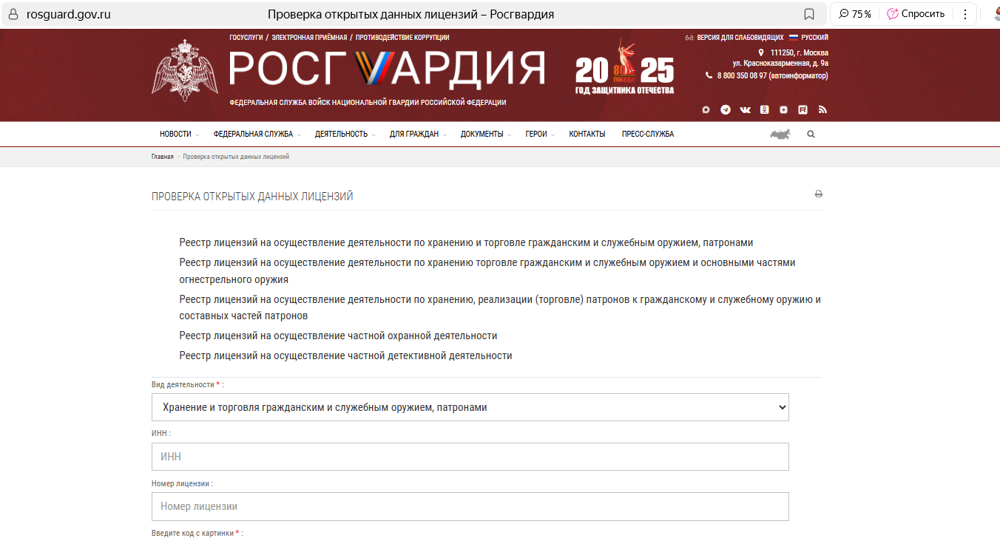 rosguard.gov.ru
Проверка открытых данных лицензий – Росгвардия
75 %
Спросить
ГОСУСЛУГИ / ЭЛЕКТРОННАЯ ПРИЁМНАЯ / ПРОТИВОДЕЙСТВИЕ КОРРУПЦИИ
ВЕРСИЯ ДЛЯ СЛАБОВИДЯЩИХ РУССКИЙ
РОСГVАРДИЯ
ФЕДЕРАЛЬНАЯ СЛУЖБА ВОЙСК НАЦИОНАЛЬНОЙ ГВАРДИИ РОССИЙСКОЙ ФЕДЕРАЦИИ
20 80 25
ПОБЕДА!
ГОД ЗАЩИТНИКА ОТЕЧЕСТВА
111250, г. Москва
ул. Красноказарменная, д. 9а
8 800 350 08 97 (автоинформатор)
НОВОСТИ ФЕДЕРАЛЬНАЯ СЛУЖБА ДЕЯТЕЛЬНОСТЬ ДЛЯ ГРАЖДАН ДОКУМЕНТЫ ГЕРОИ КОНТАКТЫ ПРЕСС-СЛУЖБА
Главная · Проверка открытых данных лицензий
ПРОВЕРКА ОТКРЫТЫХ ДАННЫХ ЛИЦЕНЗИЙ
Реестр лицензий на осуществление деятельности по хранению и торговле гражданским и служебным оружием, патронами
Реестр лицензий на осуществление деятельности по хранению торговле гражданским и служебным оружием и основными частями
огнестрельного оружия
Реестр лицензий на осуществление деятельности по хранению, реализации (торговле) патронов к гражданскому и служебному оружию и
составных частей патронов
Реестр лицензий на осуществление частной охранной деятельности
Реестр лицензий на осуществление частной детективной деятельности
Вид деятельности * :
Хранение и торговля гражданским и служебным оружием, патронами
ИНН :
ИНН
Номер лицензии :
Номер лицензии
Введите код с картинки * :